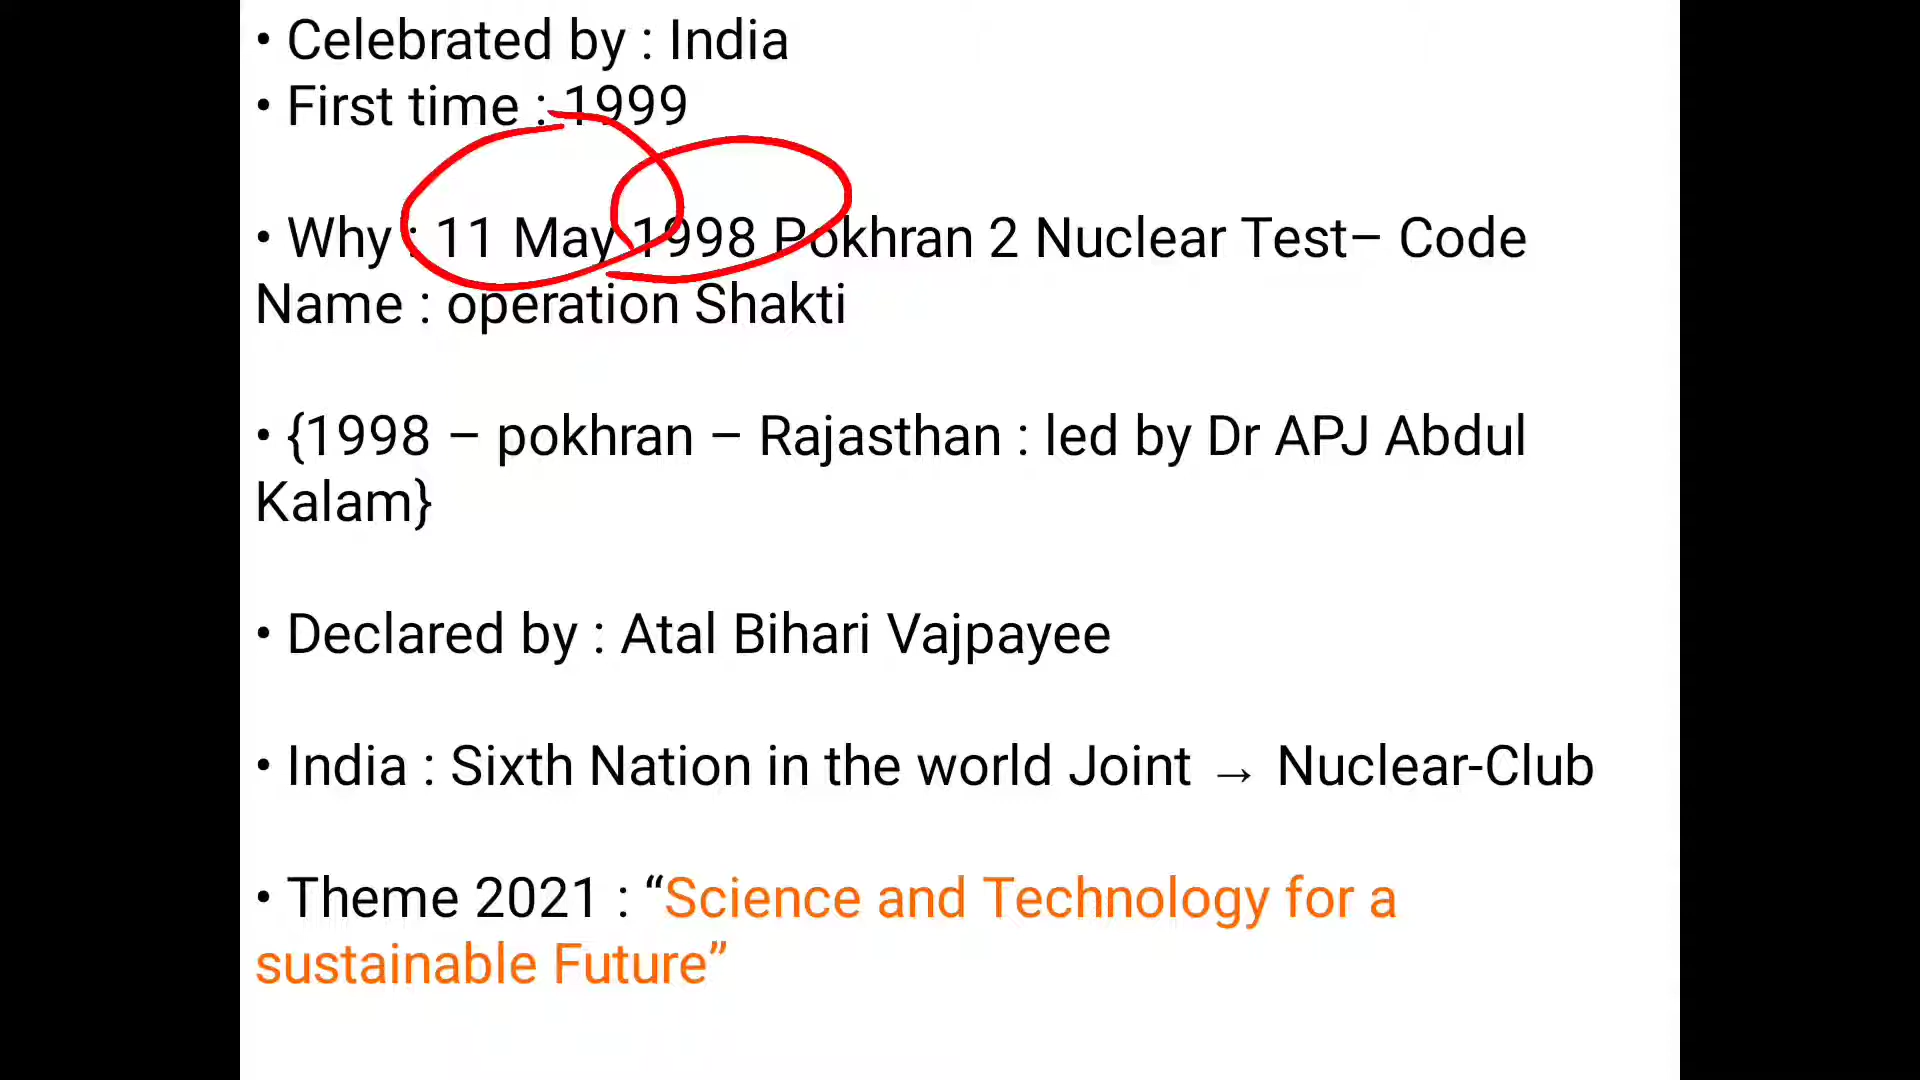 • Celebrated by : India
• First time : 1999
• Why : 11 May 1998 Pokhran 2 Nuclear Test– Code
Name : operation Shakti
• {1998 – pokhran – Rajasthan : led by Dr APJ Abdul
Kalam}
• Declared by : Atal Bihari Vajpayee
• India : Sixth Nation in the world Joint → Nuclear-Club
• Theme 2021 : “Science and Technology for a
sustainable Future”